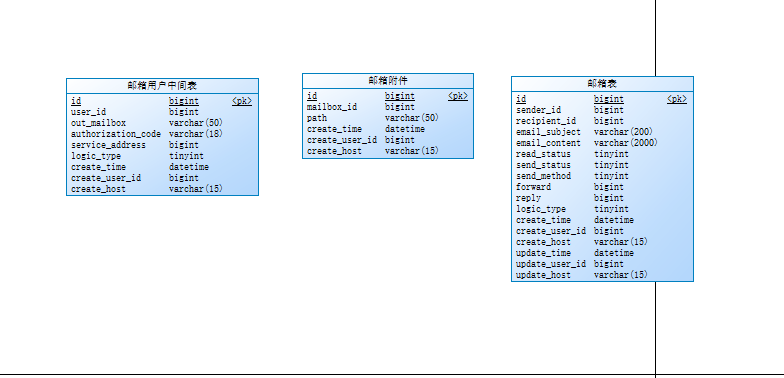 邮箱用户中间表
id bigint <pk>
user_id bigint
out_mailbox varchar(50)
authorization_code varchar(18)
service_address bigint
logic_type tinyint
create_time datetime
create_user_id bigint
create_host varchar(15)
邮箱附件
id bigint <pk>
mailbox_id bigint
path varchar(50)
create_time datetime
create_user_id bigint
create_host varchar(15)
邮箱表
id bigint <pk>
sender_id bigint
recipient_id bigint
email_subject varchar(200)
email_content varchar(2000)
read_status tinyint
send_status tinyint
send_method tinyint
forward bigint
reply bigint
logic_type tinyint
create_time datetime
create_user_id bigint
create_host varchar(15)
update_time datetime
update_user_id bigint
update_host varchar(15)